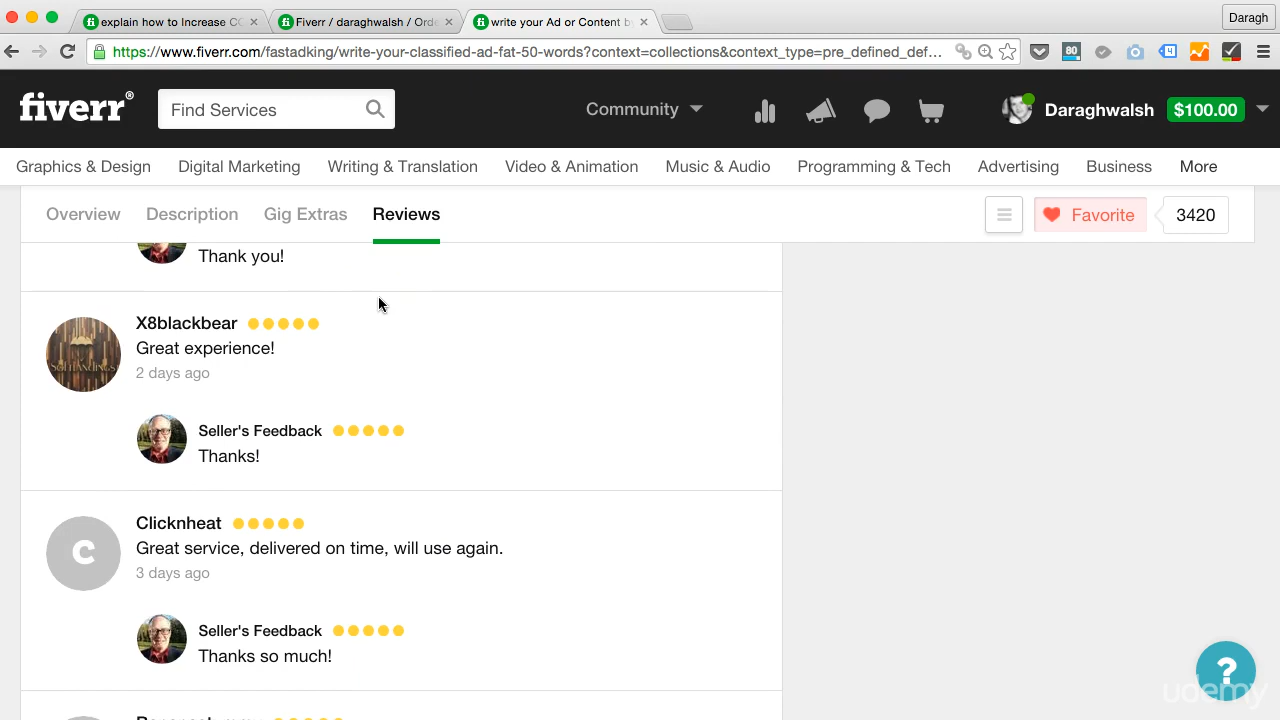 explain how to Increase CC
Fiverr / daraghwalsh / Orde
write your Ad or Content b
Daragh
https://www.fiverr.com/fastadking/write-your-classified-ad-fat-50-words?context=collections&context_type=pre_defined_def...
80
4
fiverr®
Find Services
Community
Daraghwalsh
$100.00
Graphics & Design
Digital Marketing
Writing & Translation
Video & Animation
Music & Audio
Programming & Tech
Advertising
Business
More
Overview
Description
Gig Extras
Reviews
Favorite
3420
Thank you!
X8blackbear
Great experience!
2 days ago
Seller's Feedback
Thanks!
C
Clicknheat
Great service, delivered on time, will use again.
3 days ago
Seller's Feedback
Thanks so much!
?
udemy